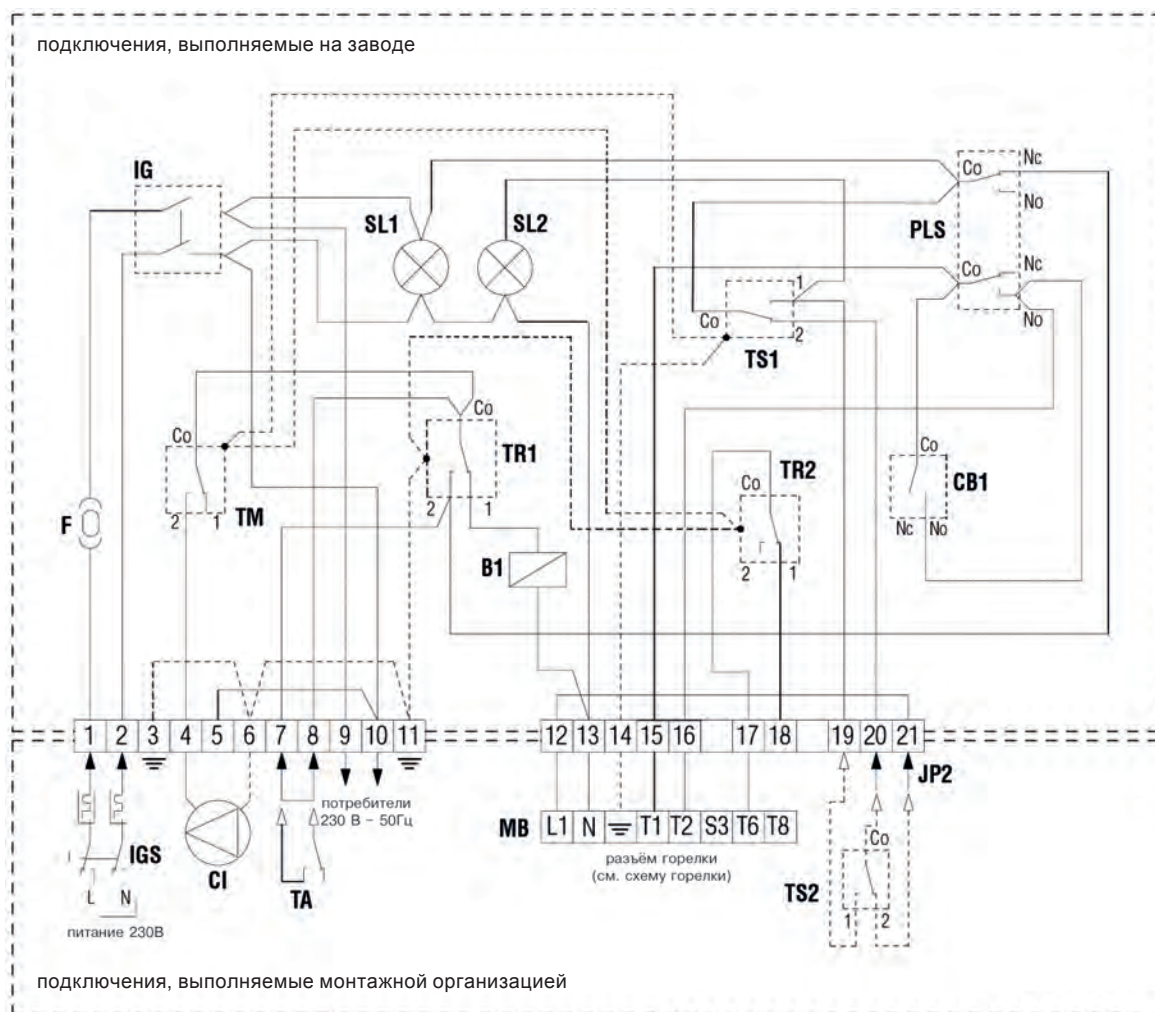 подключения, выполняемые на заводе
IG
SL1
SL2
Co
Nc
No
PLS
Co
Nc
No
1
Co
2
TS1
Co
Co
TR1
2
1
TM
2
1
F
B1
TR2
Co
2
1
Co
CB1
Nc
No
1 2 3 4 5 6 7 8 9 10 11
12 13 14 15 16 17 18 19 20 21
JP2
IGS
L
N
питание 230В
CI
TA
потребители
230 В – 50Гц
MB
L1 N T1 T2 S3 T6 T8
разъём горелки
(см. схему горелки)
TS2
Co
1
2
подключения, выполняемые монтажной организацией